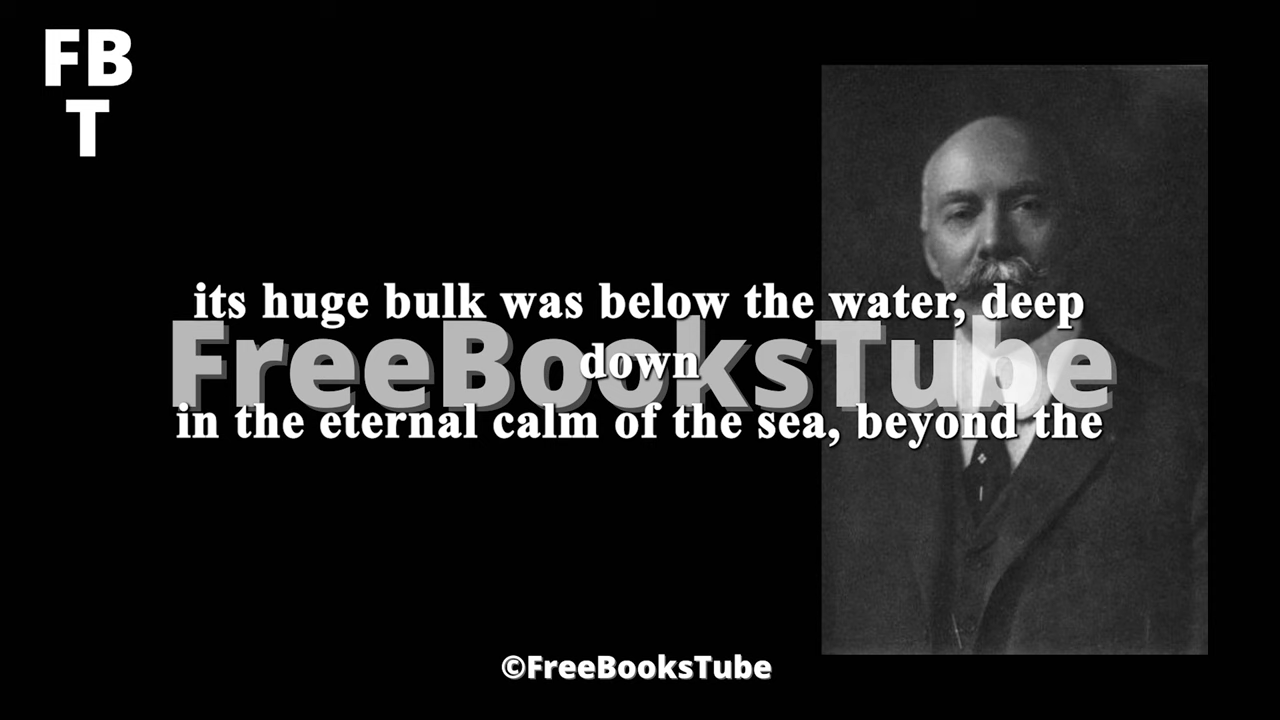 FB
T
its huge bulk was below the water, deep
FreeBooksTube
down
in the eternal calm of the sea, beyond the
©FreeBooksTube